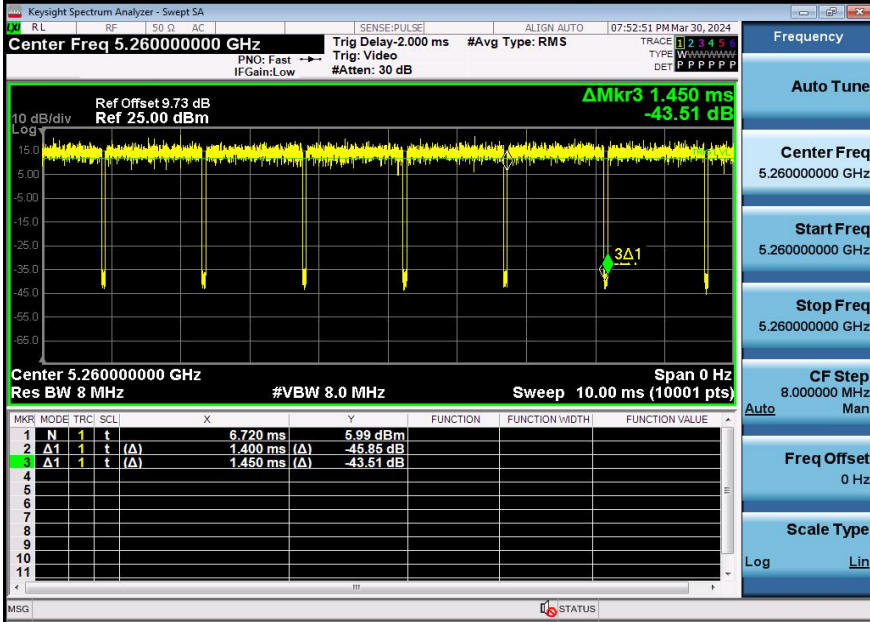 Keysight Spectrum Analyzer - Swept SA
LXI RL RF 50 Ω AC SENSE:PULSE ALIGN AUTO 07:52:51 PM Mar 30, 2024
Center Freq 5.260000000 GHz
PNO: Fast
IFGain:Low
Trig Delay-2.000 ms
Trig: Video
#Atten: 30 dB
#Avg Type: RMS
TRACE 1 2 3 4 5 6
TYPE WWWWWW
DET P P P P P P
Frequency
Auto Tune
Center Freq
5.260000000 GHz
Start Freq
5.260000000 GHz
Stop Freq
5.260000000 GHz
CF Step
8.000000 MHz
Auto Man
Freq Offset
0 Hz
Scale Type
Log Lin
ΔMkr3 1.450 ms
-43.51 dB
Ref Offset 9.73 dB
10 dB/div Ref 25.00 dBm
Log
15.0
5.00
-5.00
-15.0
-25.0
-35.0
-45.0
-55.0
-65.0
3Δ1
Center 5.260000000 GHz Span 0 Hz
Res BW 8 MHz #VBW 8.0 MHz Sweep 10.00 ms (10001 pts)
MKR MODE TRC SCL X Y FUNCTION FUNCTION WIDTH FUNCTION VALUE
1 N 1 t 6.720 ms 5.99 dBm
2 Δ1 1 t (Δ) 1.400 ms (Δ) -45.85 dB
3 Δ1 1 t (Δ) 1.450 ms (Δ) -43.51 dB
4
5
6
7
8
9
10
11
MSG STATUS